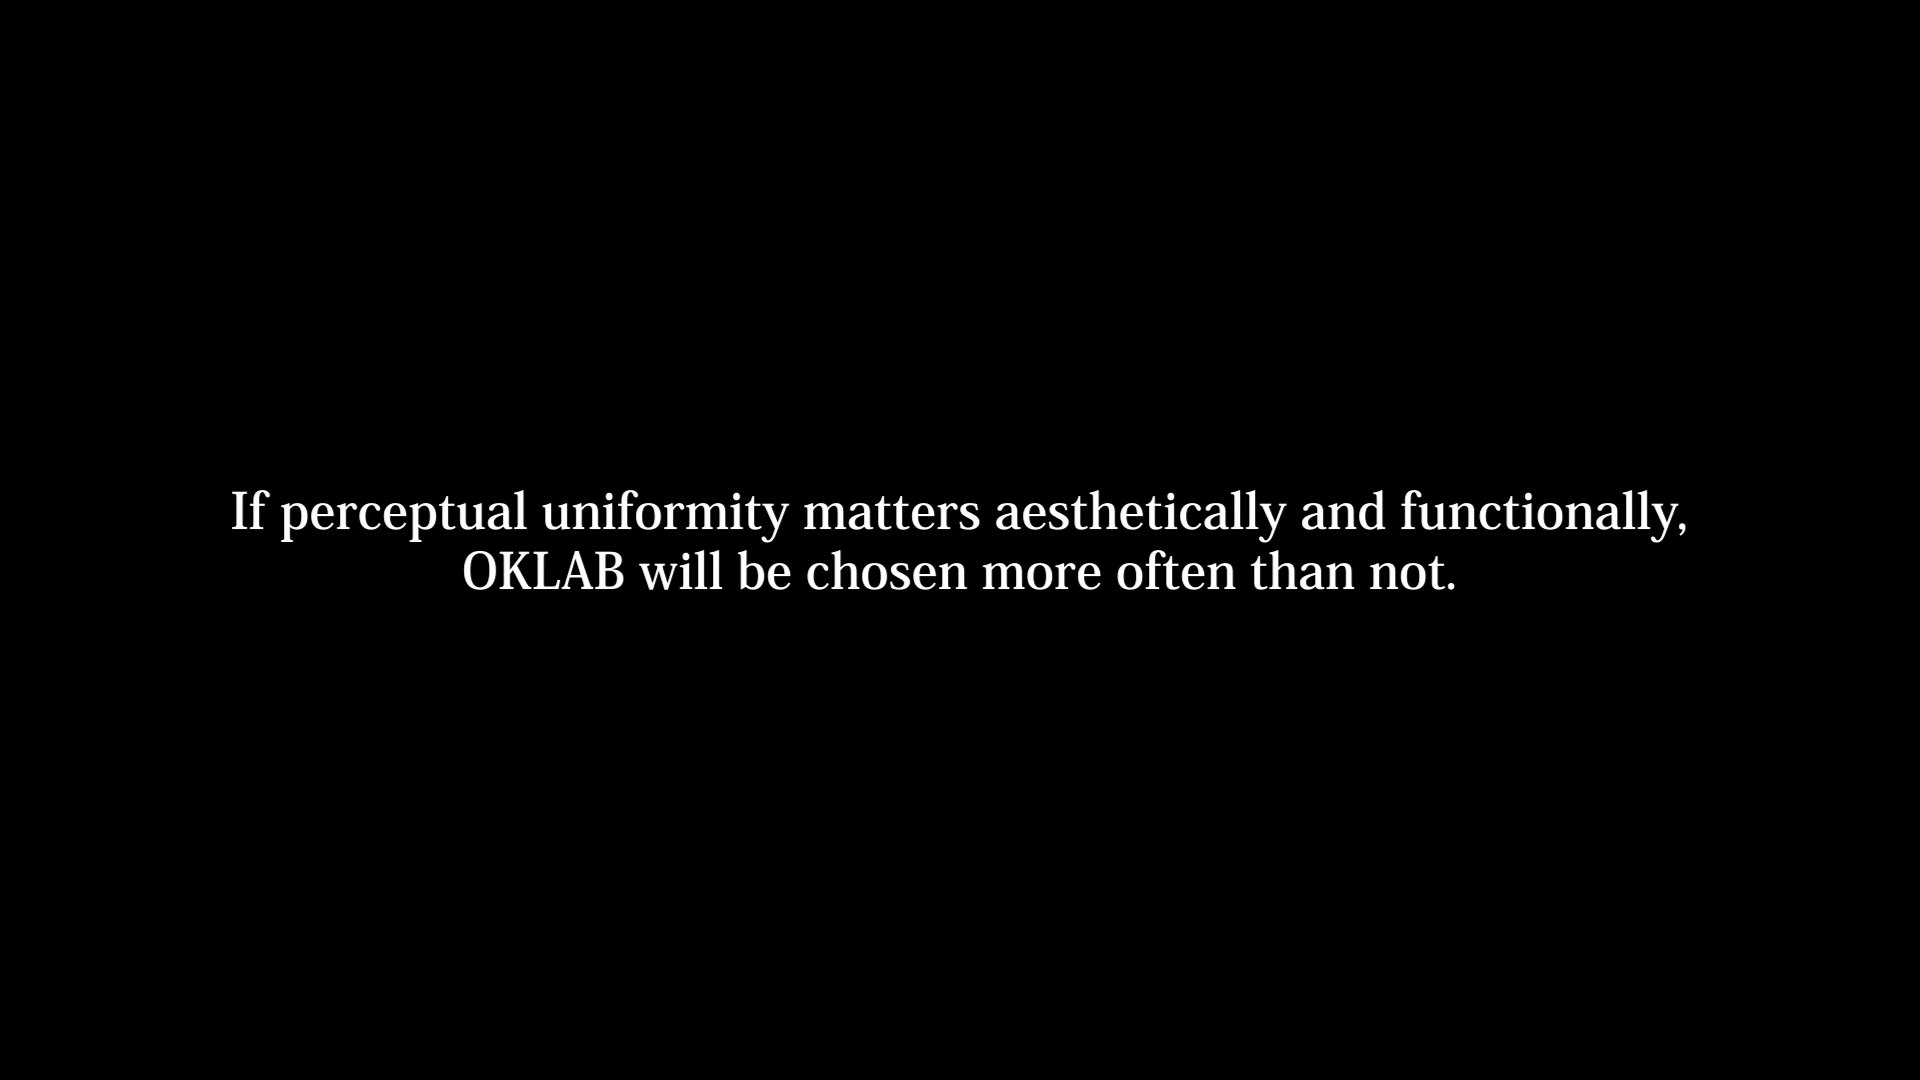 If perceptual uniformity matters aesthetically and functionally,
OKLAB will be chosen more often than not.